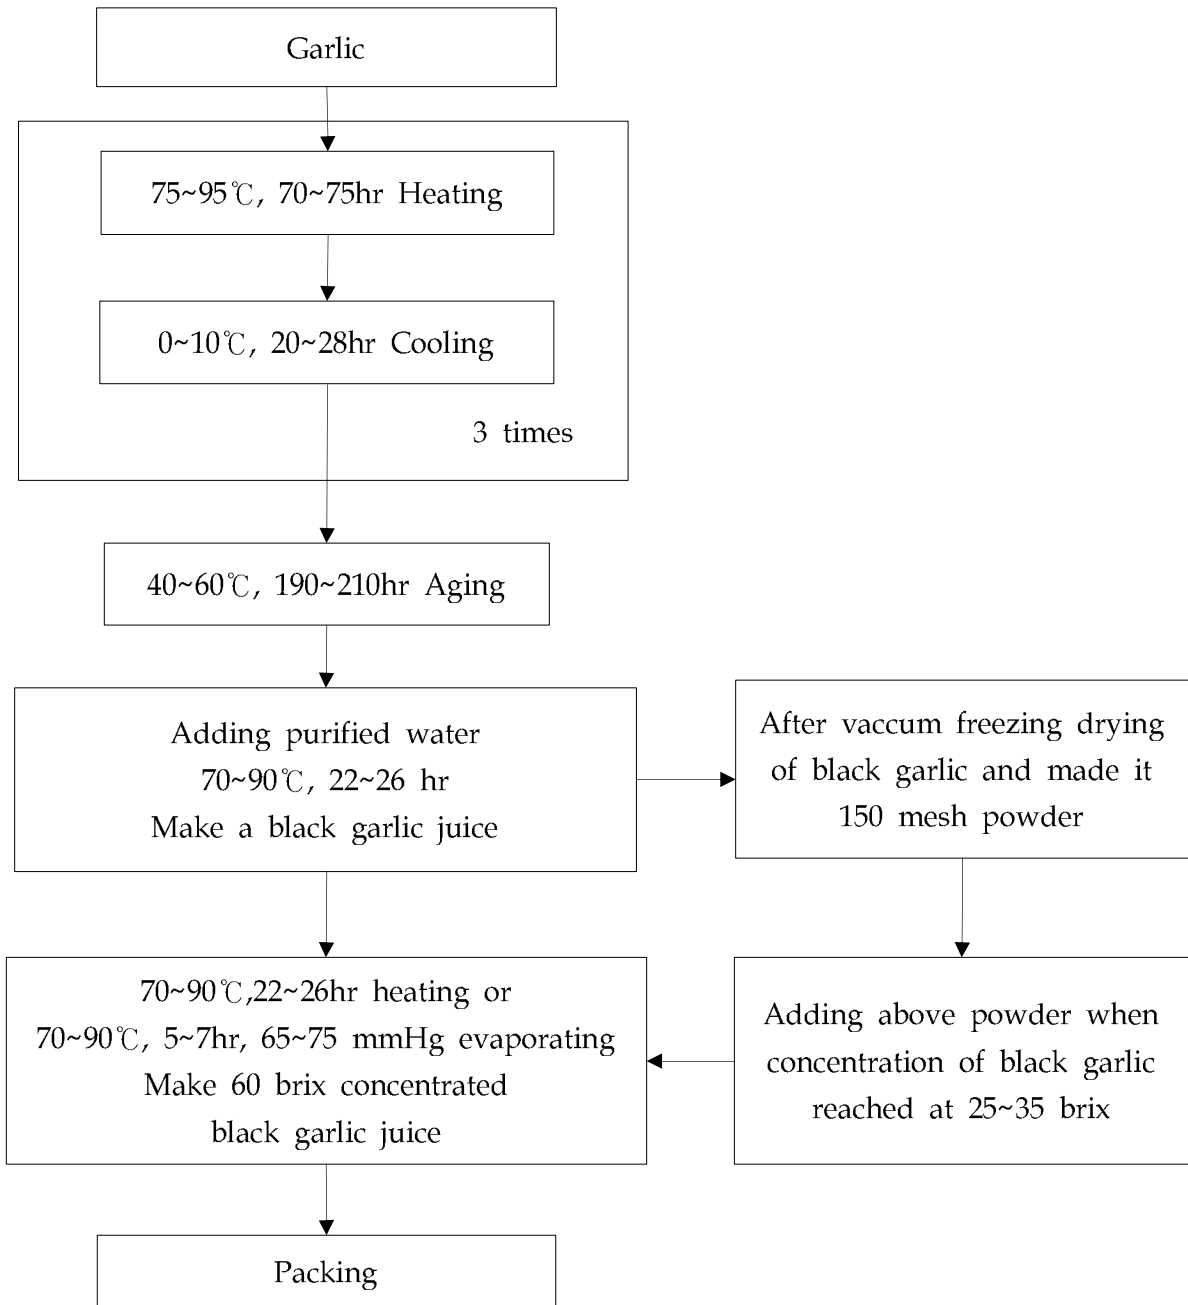 Garlic
75~95℃, 70~75hr Heating
0~10℃, 20~28hr Cooling
3 times
40~60℃, 190~210hr Aging
Adding purified water
70~90℃, 22~26 hr
Make a black garlic juice
After vaccum freezing drying
of black garlic and made it
150 mesh powder
Adding above powder when
concentration of black garlic
reached at 25~35 brix
70~90℃,22~26hr heating or
70~90℃, 5~7hr, 65~75 mmHg evaporating
Make 60 brix concentrated
black garlic juice
Packing